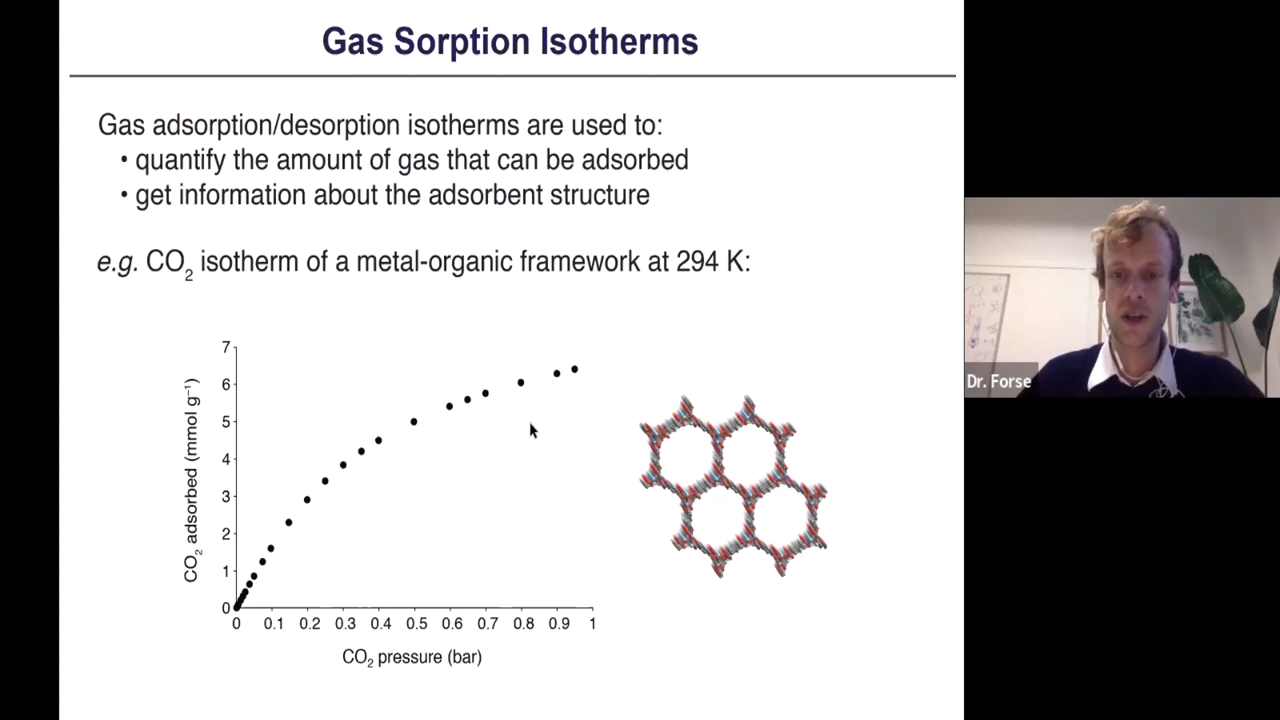 Gas Sorption Isotherms
Gas adsorption/desorption isotherms are used to:
• quantify the amount of gas that can be adsorbed
• get information about the adsorbent structure
e.g. CO₂ isotherm of a metal-organic framework at 294 K:
7
6
5
4
3
2
1
0
CO₂ adsorbed (mmol g⁻¹)
0 0.1 0.2 0.3 0.4 0.5 0.6 0.7 0.8 0.9 1
CO₂ pressure (bar)
Dr. Forse